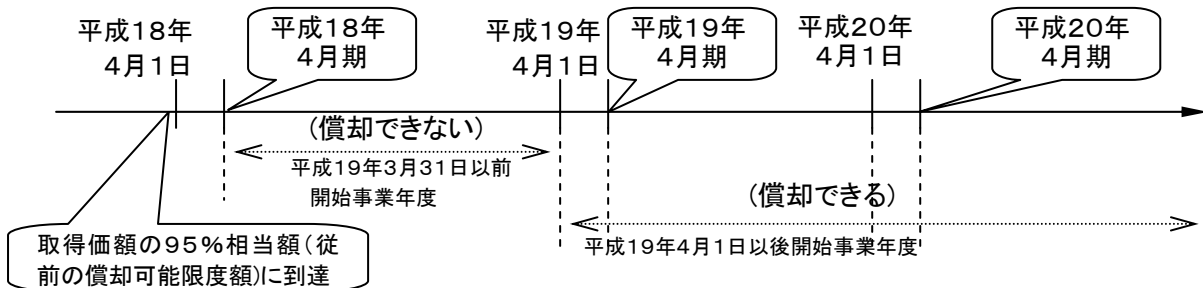 平成18年
4月1日
平成18年
4月期
平成19年
4月1日
平成19年
4月期
平成20年
4月1日
平成20年
4月期
(償却できない)
平成19年3月31日以前
開始事業年度
(償却できる)
平成19年4月1日以後開始事業年度
取得価額の95%相当額(従
前の償却可能限度額)に到達